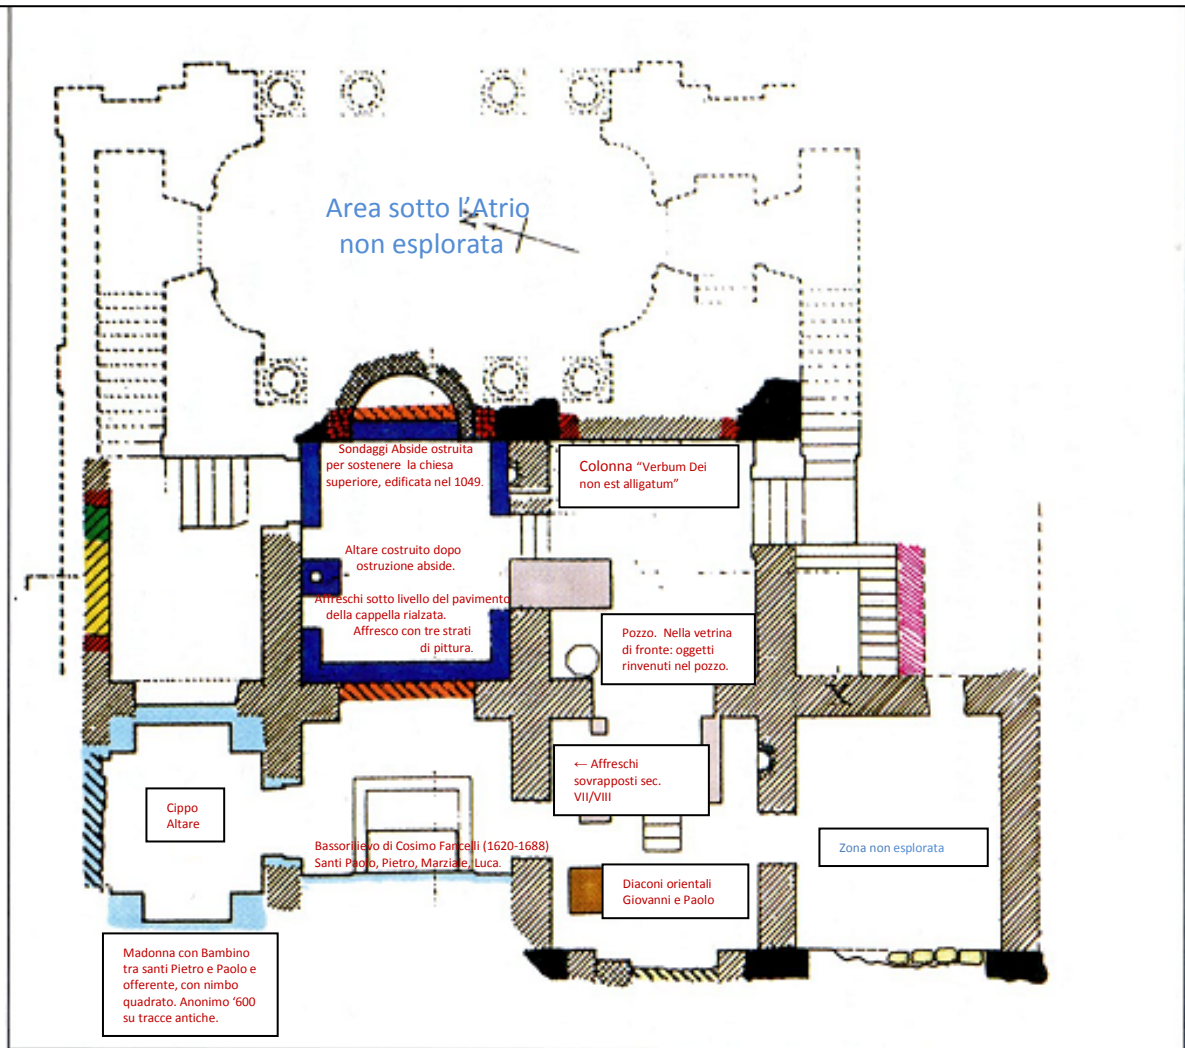 Area sotto l'Atrio
non esplorata
N
Sondaggi Abside ostruita
per sostenere la chiesa
superiore, edificata nel 1049.
Colonna "Verbum Dei
non est alligatum"
Altare costruito dopo
ostruzione abside.
Affreschi sotto livello del pavimento
della cappella rialzata.
Affresco con tre strati
di pittura.
Pozzo. Nella vetrina
di fronte: oggetti
rinvenuti nel pozzo.
X
← Affreschi
sovrapposti sec.
VII/VIII
Cippo
Altare
Bassorilievo di Cosimo Fancelli (1620-1688)
Santi Paolo, Pietro, Marziale, Luca.
Zona non esplorata
Diaconi orientali
Giovanni e Paolo
Madonna con Bambino
tra santi Pietro e Paolo e
offerente, con nimbo
quadrato. Anonimo '600
su tracce antiche.